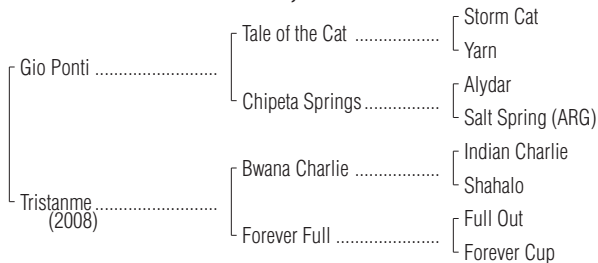 Storm Cat
Tale of the Cat ..................
Yarn
Gio Ponti ..........................
Alydar
Chipeta Springs ................
Salt Spring (ARG)
Indian Charlie
Bwana Charlie ..................
Shahalo
Tristanme ..........................
(2008)
Full Out
Forever Full ......................
Forever Cup